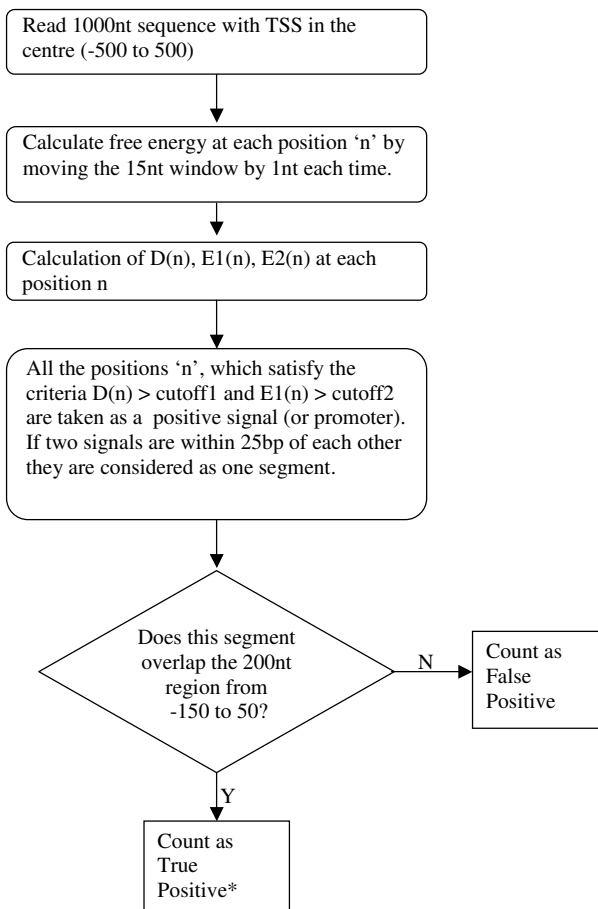 Read 1000nt sequence with TSS in the
centre (-500 to 500)
Calculate free energy at each position ‘n’ by
moving the 15nt window by 1nt each time.
Calculation of D(n), E1(n), E2(n) at each
position n
All the positions ‘n’, which satisfy the
criteria D(n) > cutoff1 and E1(n) > cutoff2
are taken as a  positive signal (or promoter).
If two signals are within 25bp of each other
they are considered as one segment.
Does this segment
overlap the 200nt
region from
-150 to 50?
N
Count as
False
Positive
Y
Count as
True
Positive*